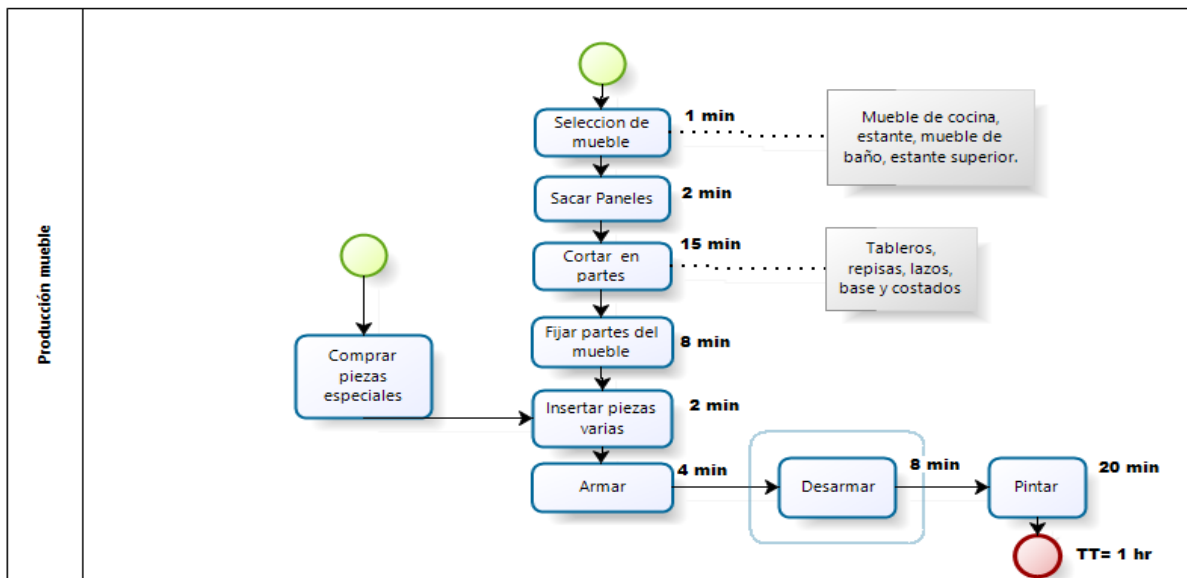 Producción mueble
Seleccion de
mueble
1 min
Mueble de cocina,
estante, mueble de
baño, estante superior.
Sacar Paneles
2 min
Cortar en
partes
15 min
Tableros,
repisas, lazos,
base y costados
Fijar partes del
mueble
8 min
Comprar
piezas
especiales
Insertar piezas
varias
2 min
Armar
4 min
Desarmar
8 min
Pintar
20 min
TT= 1 hr